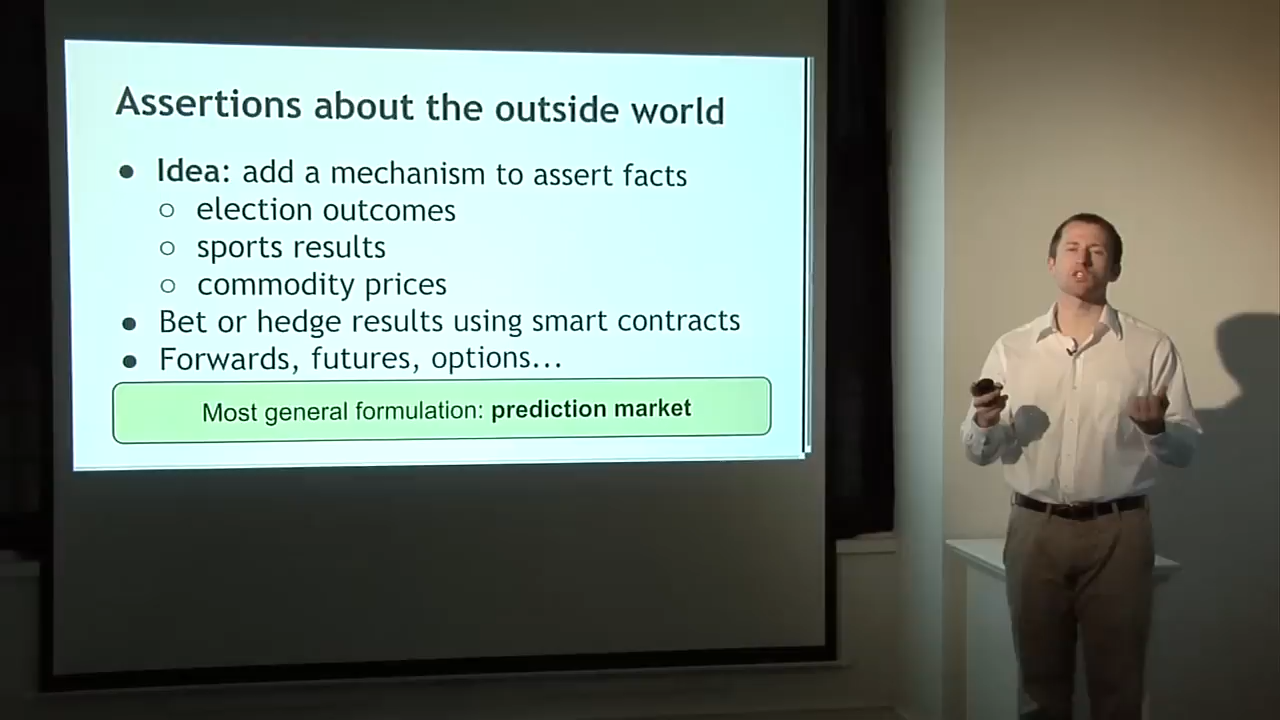 Assertions about the outside world
● Idea: add a mechanism to assert facts
○ election outcomes
○ sports results
○ commodity prices
● Bet or hedge results using smart contracts
● Forwards, futures, options...
Most general formulation: prediction market